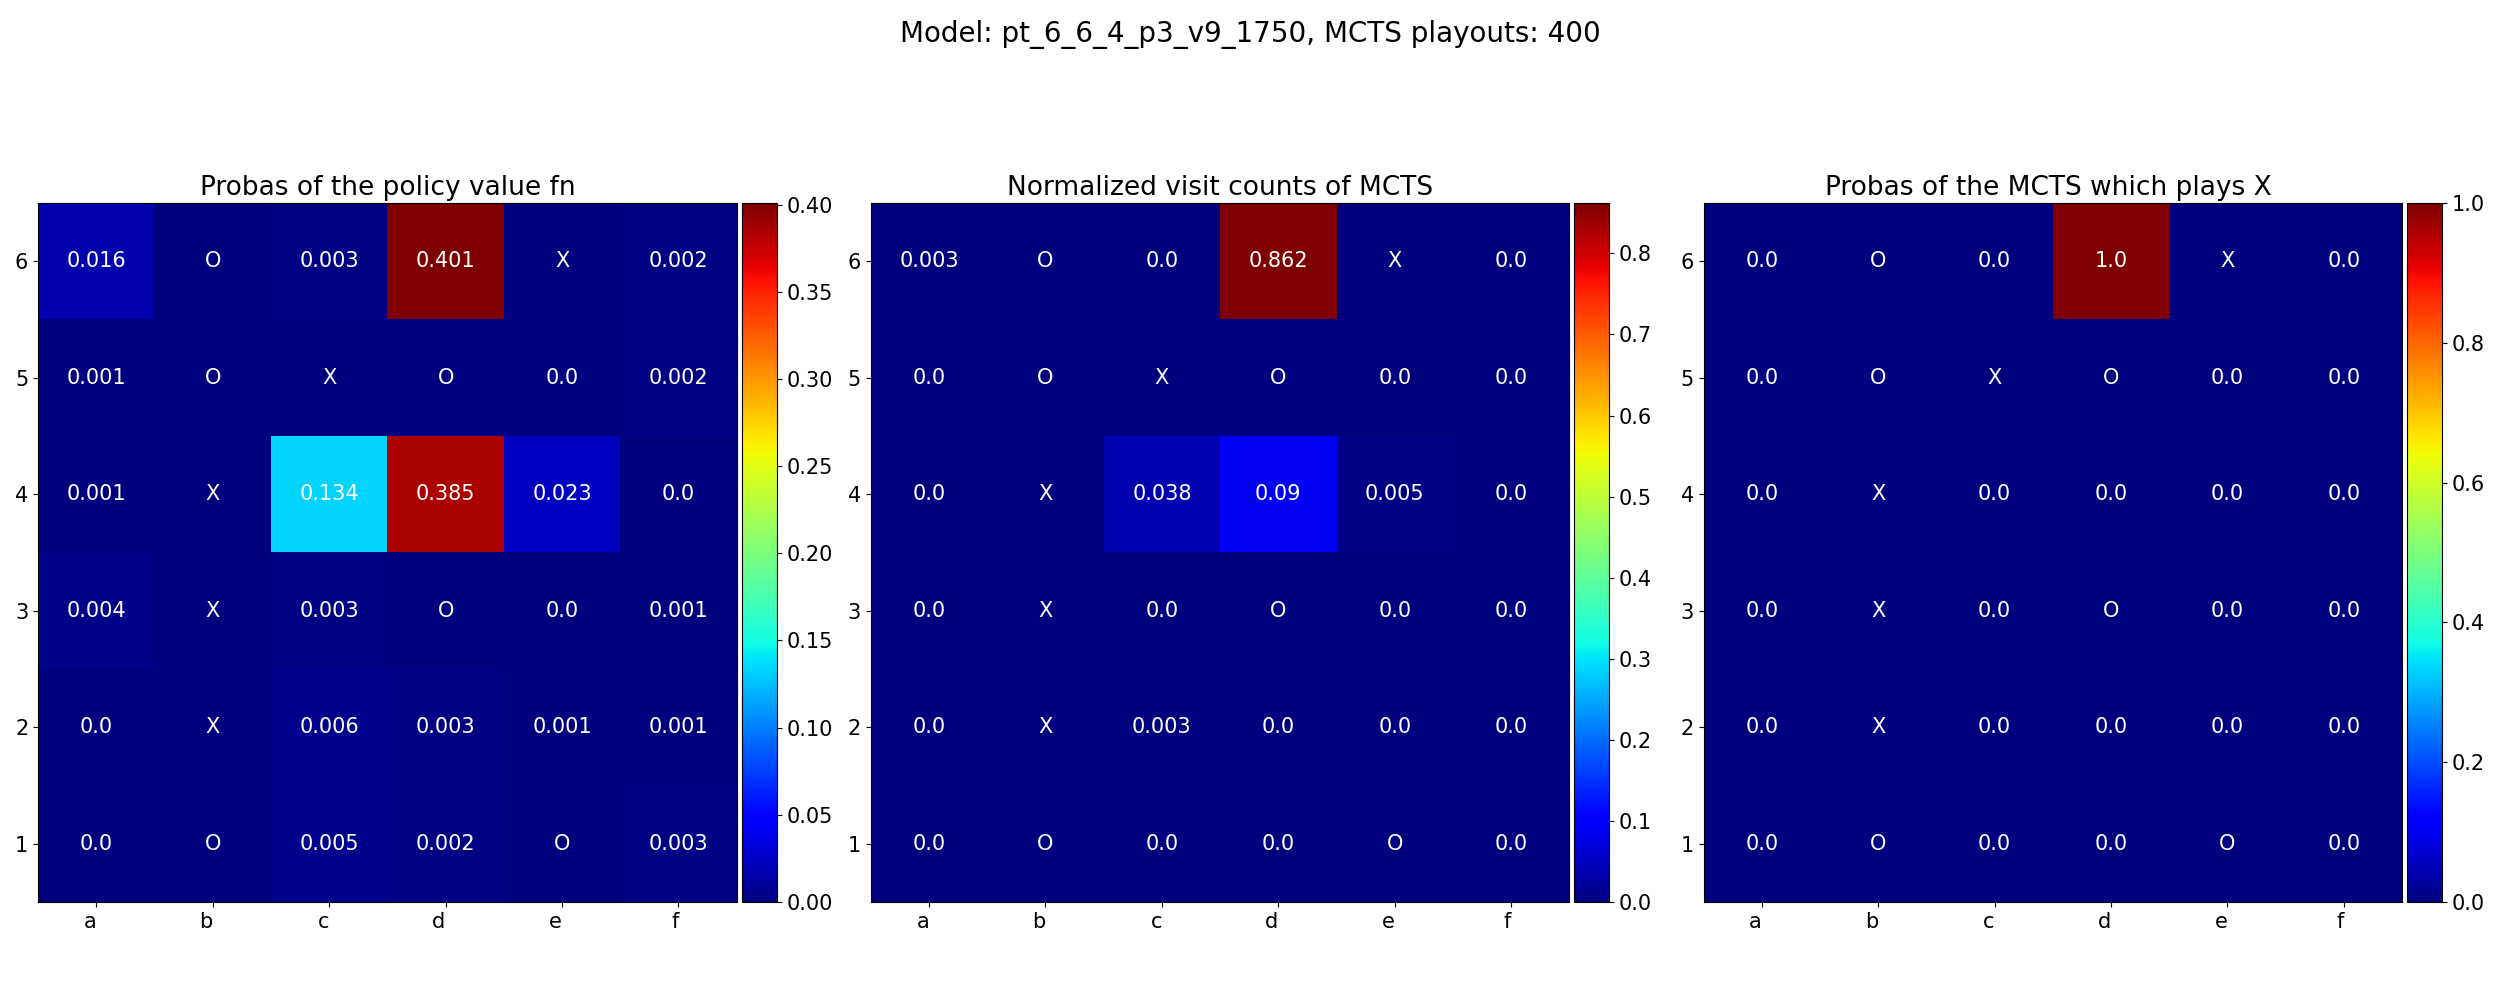 Model: pt_6_6_4_p3_v9_1750, MCTS playouts: 400
Probas of the policy value fn
6 0.016 O 0.003 0.401 X 0.002
5 0.001 O X O 0.0 0.002
4 0.001 X 0.134 0.385 0.023 0.0
3 0.004 X 0.003 O 0.0 0.001
2 0.0 X 0.006 0.003 0.001 0.001
1 0.0 O 0.005 0.002 O 0.003
a b c d e f
0.40
0.35
0.30
0.25
0.20
0.15
0.10
0.05
0.00
Normalized visit counts of MCTS
6 0.003 O 0.0 0.862 X 0.0
5 0.0 O X O 0.0 0.0
4 0.0 X 0.038 0.09 0.005 0.0
3 0.0 X 0.0 O 0.0 0.0
2 0.0 X 0.003 0.0 0.0 0.0
1 0.0 O 0.0 0.0 O 0.0
a b c d e f
0.8
0.7
0.6
0.5
0.4
0.3
0.2
0.1
0.0
Probas of the MCTS which plays X
6 0.0 O 0.0 1.0 X 0.0
5 0.0 O X O 0.0 0.0
4 0.0 X 0.0 0.0 0.0 0.0
3 0.0 X 0.0 O 0.0 0.0
2 0.0 X 0.0 0.0 0.0 0.0
1 0.0 O 0.0 0.0 O 0.0
a b c d e f
1.0
0.8
0.6
0.4
0.2
0.0